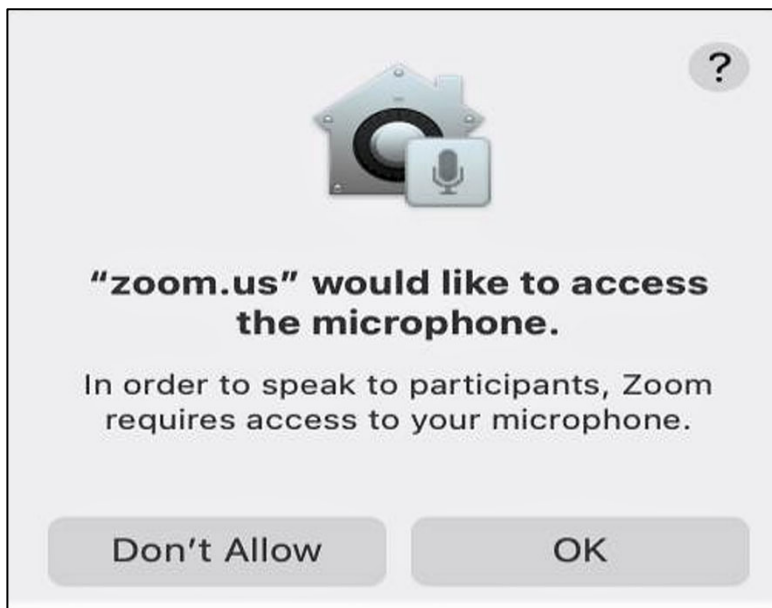 ?
“zoom.us” would like to access
the microphone.
In order to speak to participants, Zoom
requires access to your microphone.
Don’t Allow
OK